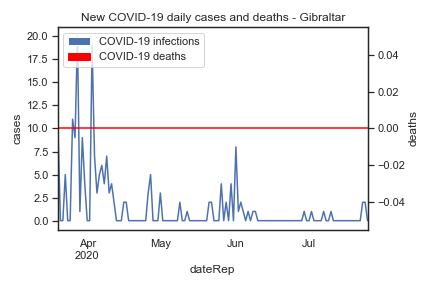 New COVID-19 daily cases and deaths - Gibraltar
COVID-19 infections
COVID-19 deaths
20.0
17.5
15.0
12.5
10.0
7.5
5.0
2.5
0.0
cases
0.04
0.02
0.00
−0.02
−0.04
deaths
Apr
2020
May
Jun
Jul
dateRep